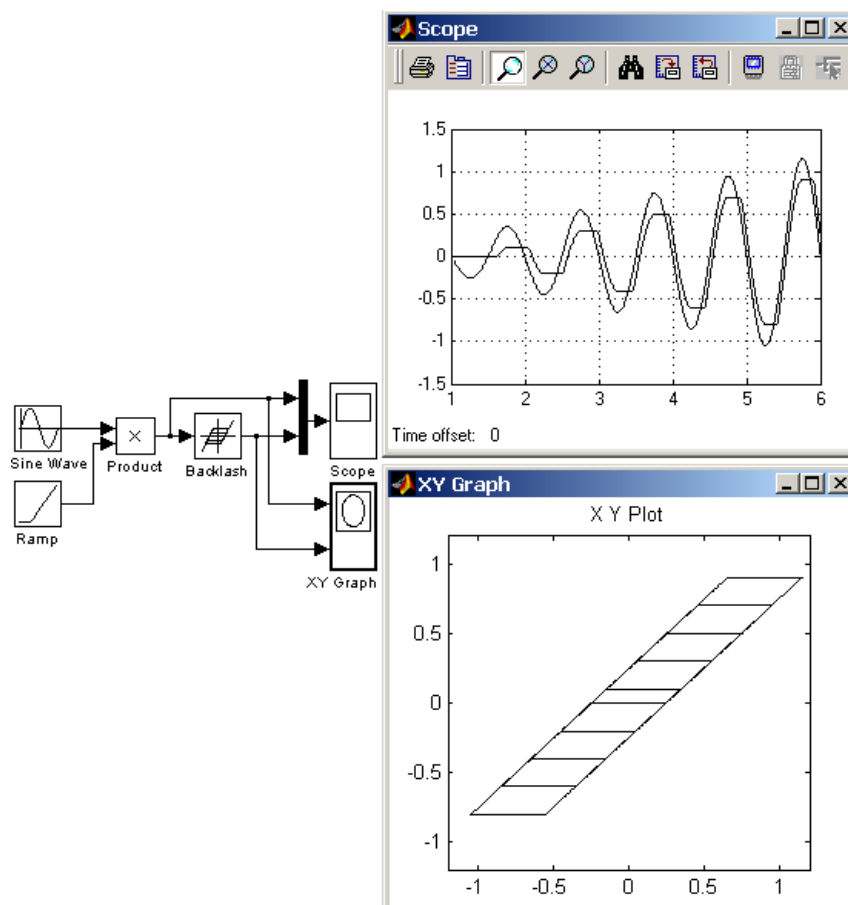 Scope
1.5
1
0.5
0
-0.5
-1
-1.5
1 2 3 4 5 6
Time offset: 0
Sine Wave
×
Product
Backlash
Scope
Ramp
XY Graph
XY Graph
X Y Plot
1
0.5
0
-0.5
-1
-1 -0.5 0 0.5 1